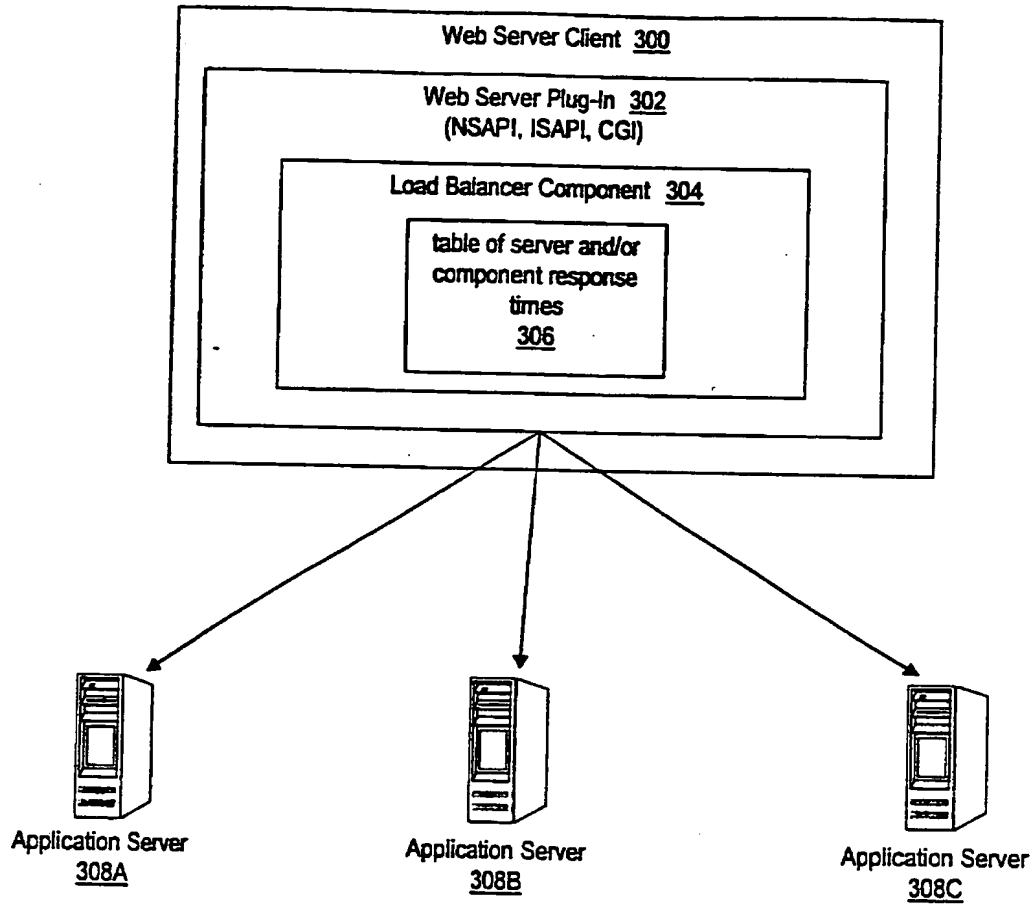 Web Server Client 300
Web Server Plug-In 302
(NSAPI, ISAPI, CGI)
Load Balancer Component 304
table of server and/or
component response
times
306
Application Server
308A
Application Server
308B
Application Server
308C